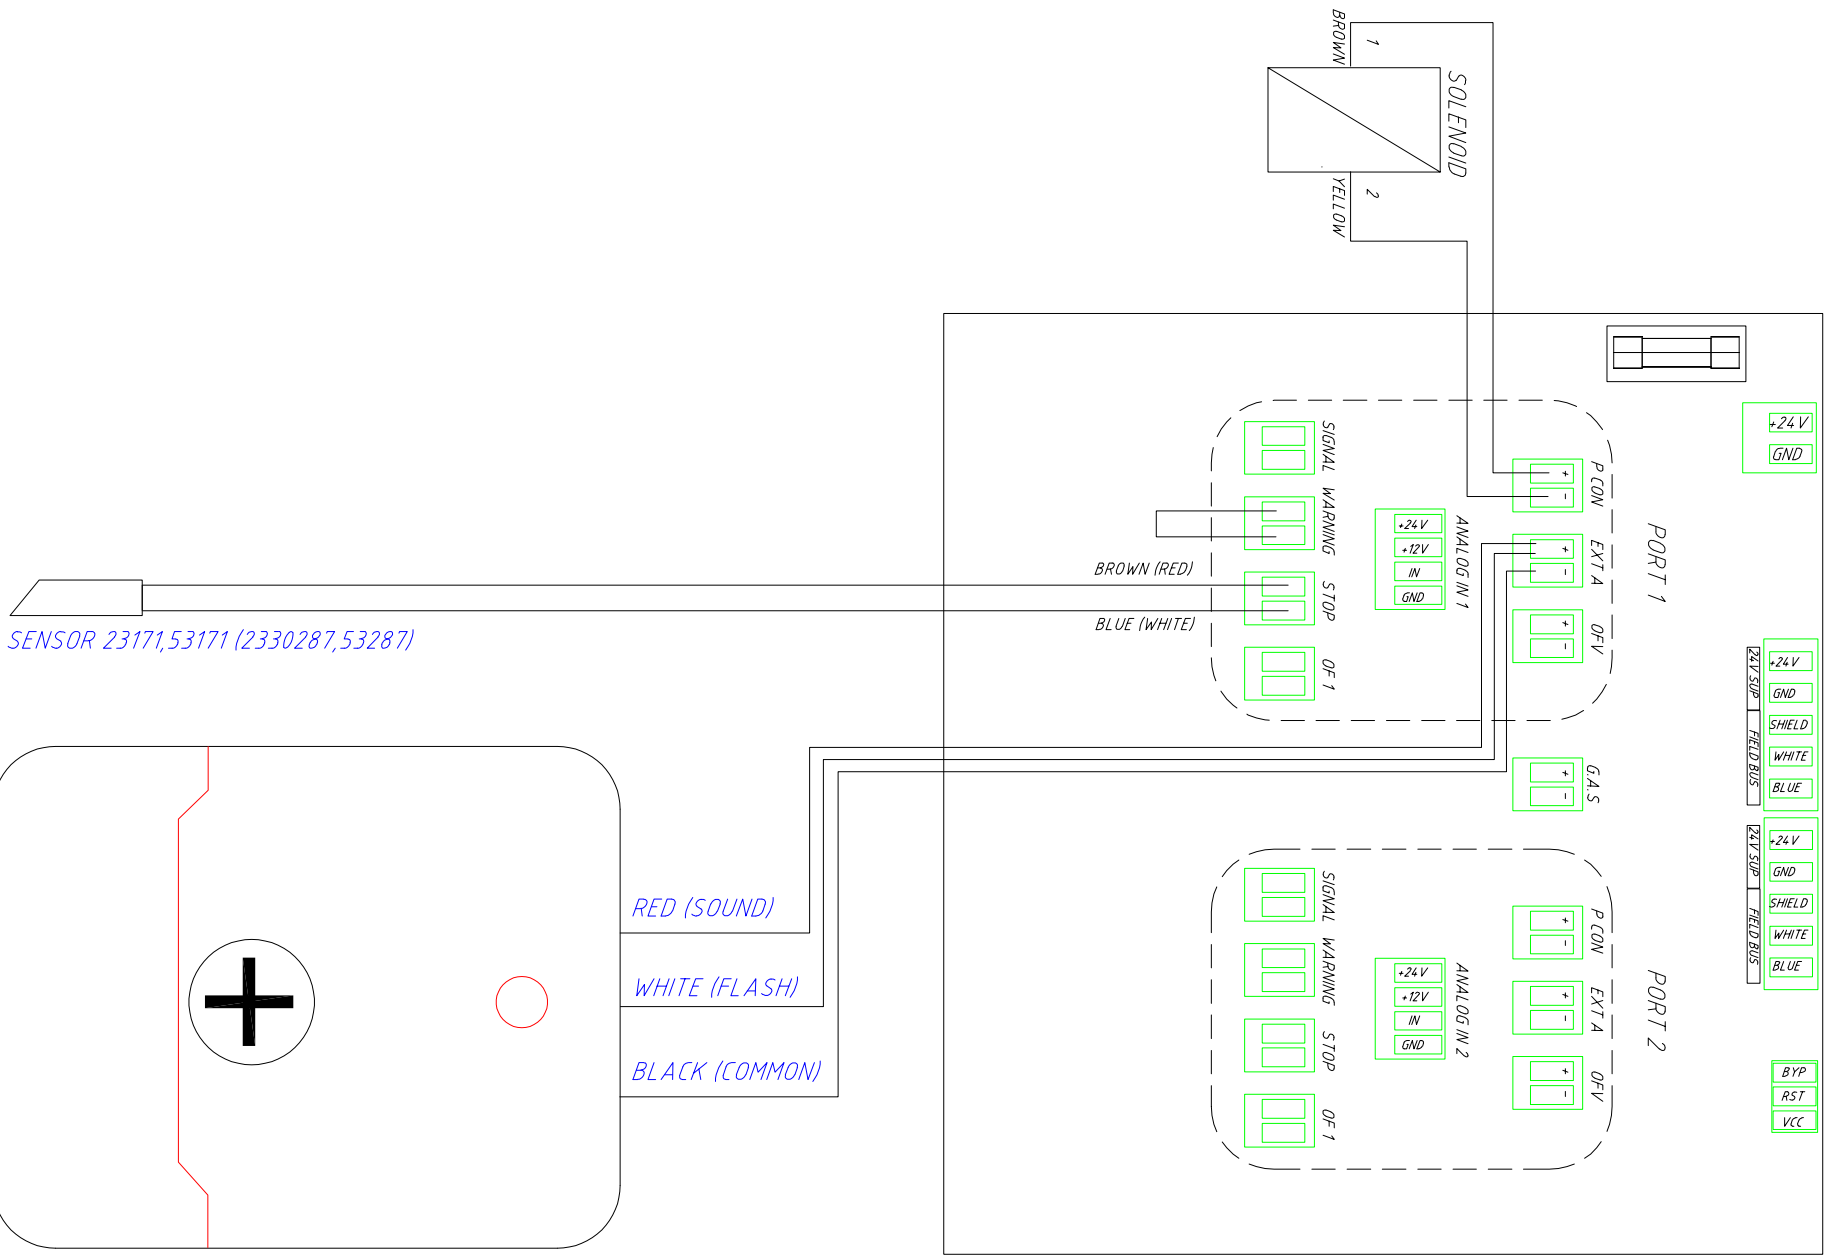 BROWN
1
SOLENOID
YELLOW
2
+24V
GND
PORT 1
SIGNAL
WARNING
STOP
OF 1
+24V
+12V
IN
GND
ANALOG IN 1
P CON
+
-
EXT A
+
-
OFV
+
-
BROWN (RED)
BLUE (WHITE)
SENSOR 23171,53171 (2330287,53287)
G.A.S
+
-
24V SUP
FIELD BUS
+24V
GND
SHIELD
WHITE
BLUE
24V SUP
FIELD BUS
+24V
GND
SHIELD
WHITE
BLUE
RED (SOUND)
WHITE (FLASH)
BLACK (COMMON)
PORT 2
SIGNAL
WARNING
STOP
OF 1
+24V
+12V
IN
GND
ANALOG IN 2
P CON
+
-
EXT A
+
-
OFV
+
-
BYP
RST
VCC